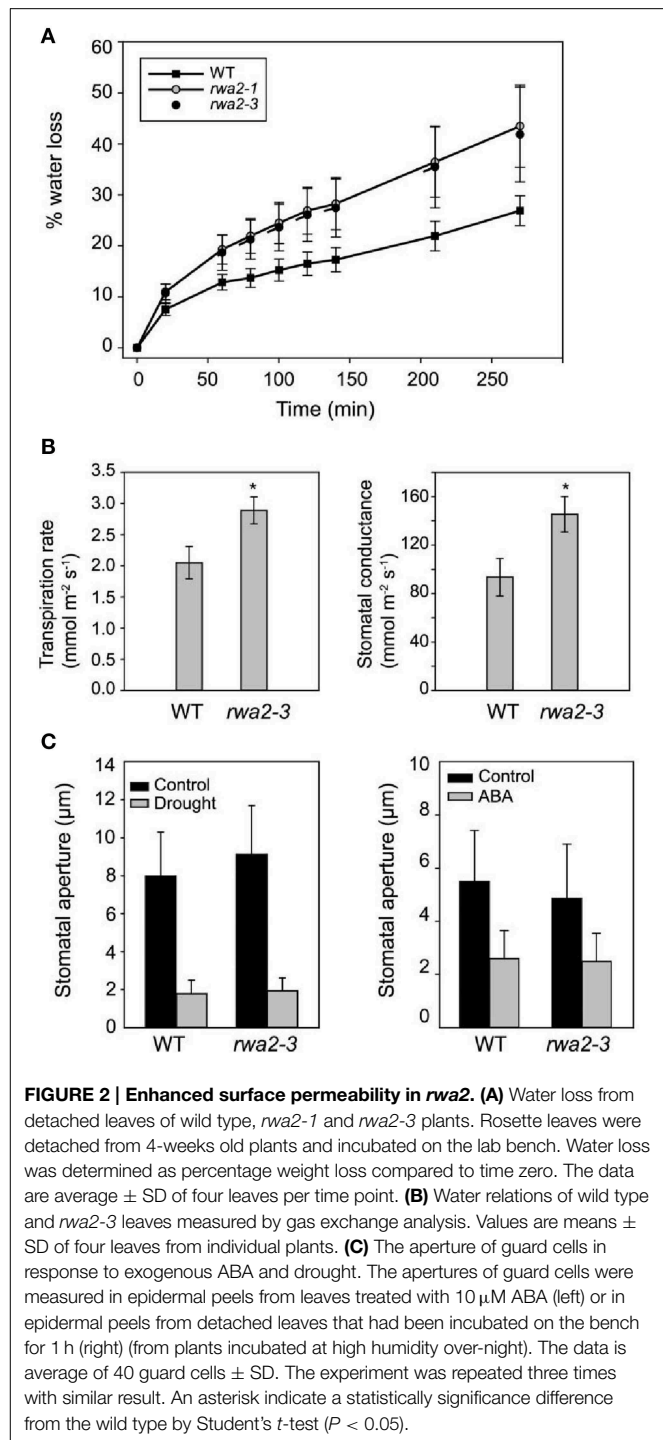 A
60
50
40
30
20
10
0
% water loss
WT
rwa2-1
rwa2-3
0 50 100 150 200 250
Time (min)
B
3.5
3.0
2.5
2.0
1.5
1.0
0.5
0.0
Transpiration rate
(mmol m⁻² s⁻¹)
*
WT rwa2-3
160
120
80
40
0
Stomatal conductance
(mmol m⁻² s⁻¹)
*
WT rwa2-3
C
14
12
10
8
6
4
2
0
Stomatal aperture (µm)
Control
Drought
WT rwa2-3
10
8
6
4
2
0
Stomatal aperture (µm)
Control
ABA
WT rwa2-3
FIGURE 2 | Enhanced surface permeability in rwa2. (A) Water loss from
detached leaves of wild type, rwa2-1 and rwa2-3 plants. Rosette leaves were
detached from 4-weeks old plants and incubated on the lab bench. Water loss
was determined as percentage weight loss compared to time zero. The data
are average ± SD of four leaves per time point. (B) Water relations of wild type
and rwa2-3 leaves measured by gas exchange analysis. Values are means ±
SD of four leaves from individual plants. (C) The aperture of guard cells in
response to exogenous ABA and drought. The apertures of guard cells were
measured in epidermal peels from leaves treated with 10 µM ABA (left) or in
epidermal peels from detached leaves that had been incubated on the bench
for 1 h (right) (from plants incubated at high humidity over-night). The data is
average of 40 guard cells ± SD. The experiment was repeated three times
with similar result. An asterisk indicate a statistically significance difference
from the wild type by Student's t-test (P < 0.05).